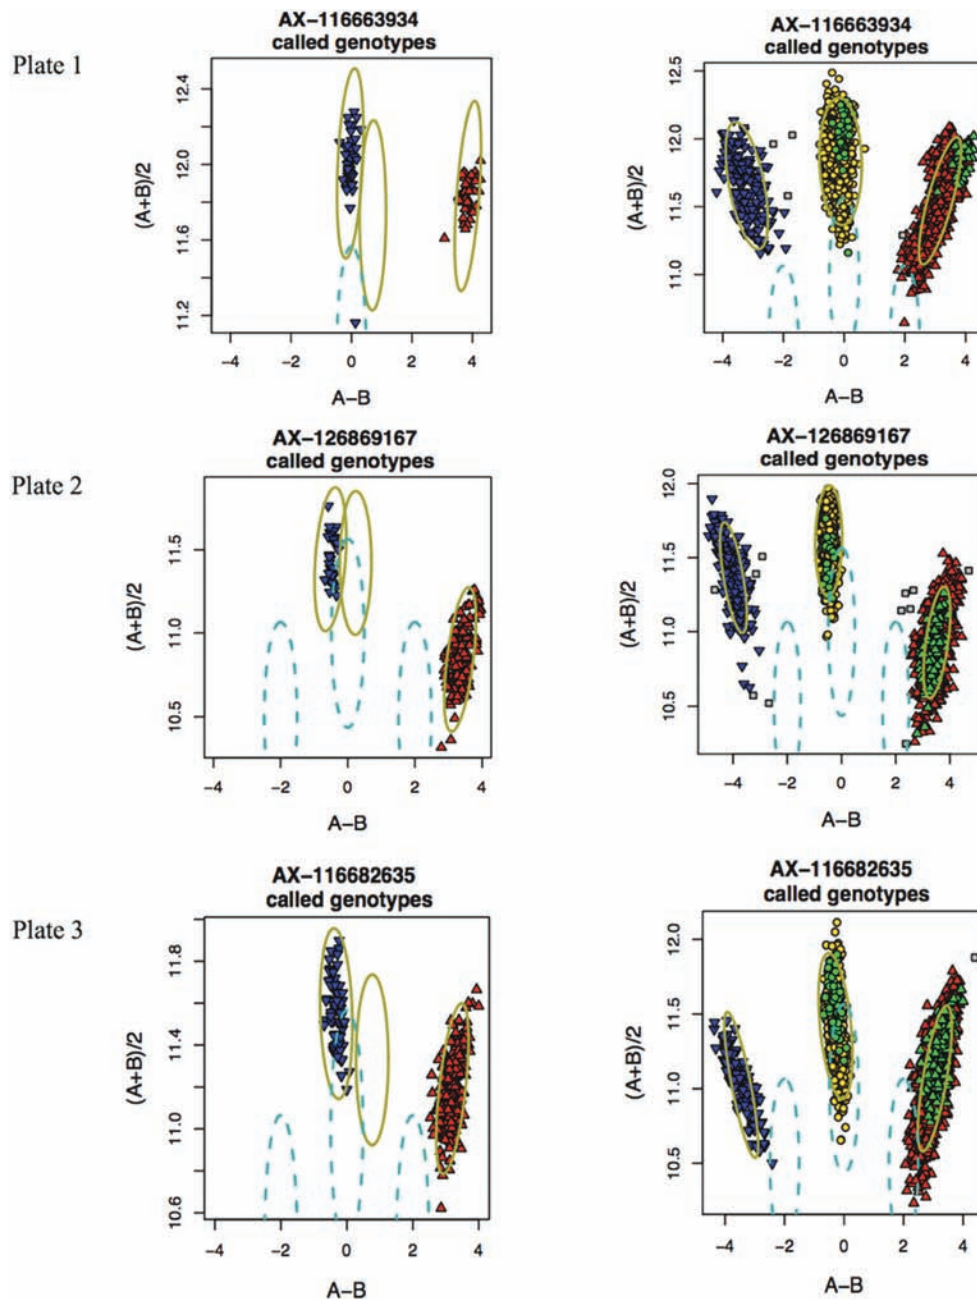 AX-116663934
called genotypes
AX-116663934
called genotypes
Plate 1
(A+B)/2
12.4
12.0
11.6
11.2
-4
-2
0
2
4
A-B
(A+B)/2
12.5
12.0
11.5
11.0
-4
-2
0
2
4
A-B
AX-126869167
called genotypes
AX-126869167
called genotypes
Plate 2
(A+B)/2
11.5
11.0
10.5
-4
-2
0
2
4
A-B
(A+B)/2
12.0
11.5
11.0
10.5
-4
-2
0
2
4
A-B
AX-116682635
called genotypes
AX-116682635
called genotypes
Plate 3
(A+B)/2
11.8
11.4
11.0
10.6
-4
-2
0
2
4
A-B
(A+B)/2
12.0
11.5
11.0
10.5
-4
-2
0
2
4
A-B